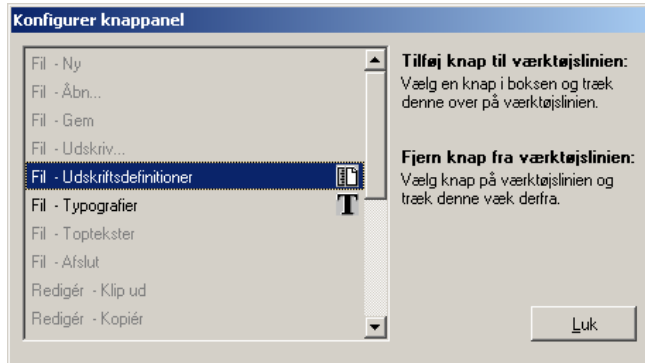 Konfigurer knappanel
Fil - Ny
Fil - Åbn...
Fil - Gem
Fil - Udskriv...
Fil - Udskriftsdefinitioner
Fil - Typografier
Fil - Toptekster
Fil - Afslut
Redigér - Klip ud
Redigér - Kopiér
Tilføj knap til værktøjslinien:
Vælg en knap i boksen og træk
denne over på værktøjslinien.
Fjern knap fra værktøjslinien:
Vælg knap på værktøjslinien og
træk denne væk derfra.
Luk